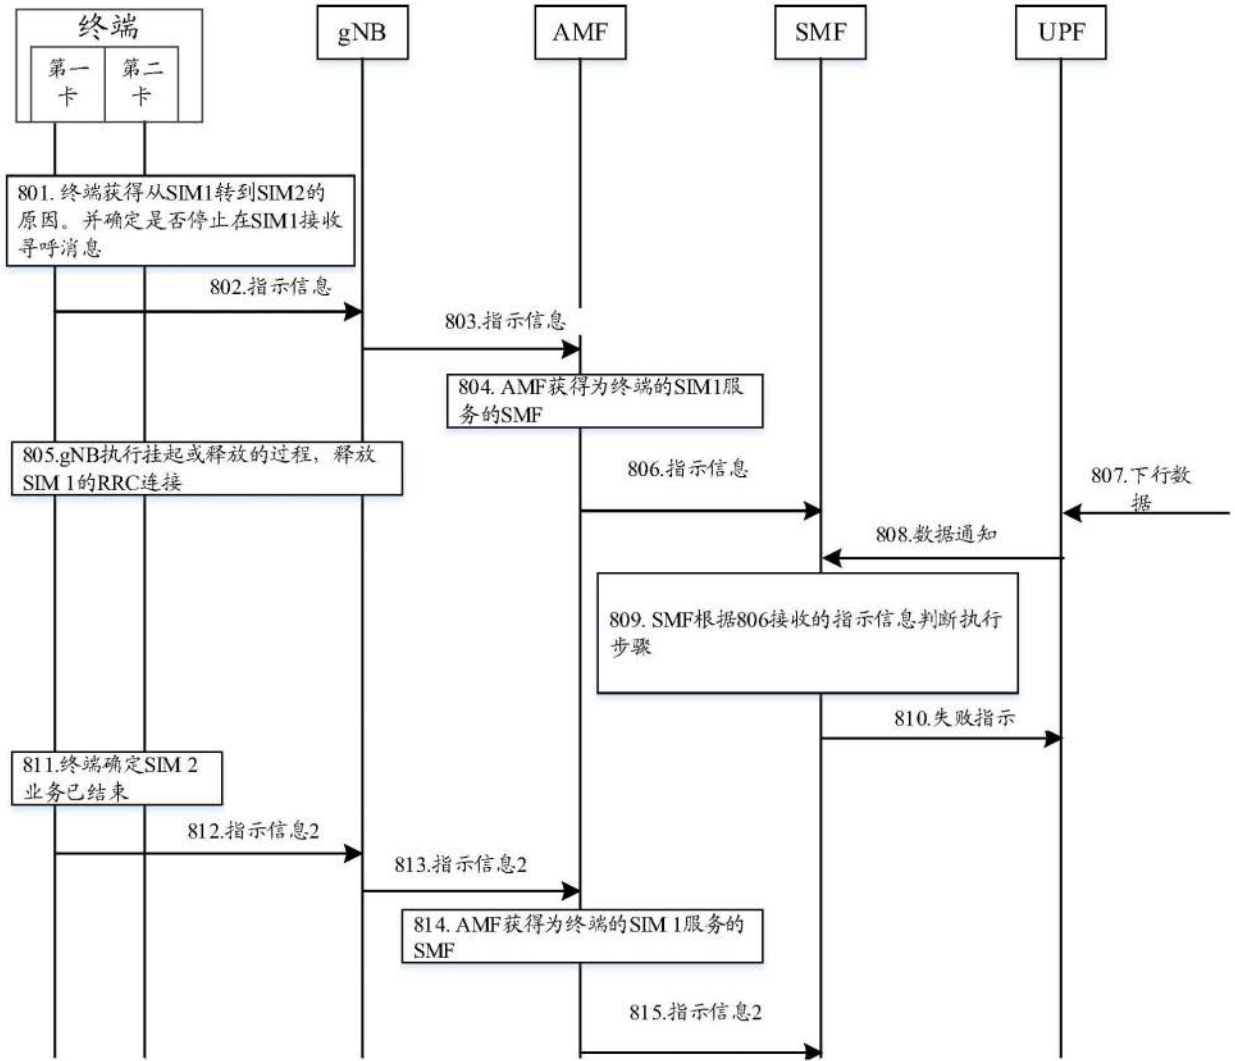 终端
第一
卡
第二
卡
gNB
AMF
SMF
UPF
801. 终端获得从SIM1转到SIM2的
原因。并确定是否停止在SIM1接收
寻呼消息
802.指示信息
803.指示信息
804. AMF获得为终端的SIM1服
务的SMF
805.gNB执行挂起或释放的过程，释放
SIM 1的RRC连接
806.指示信息
807.下行数
据
808.数据通知
809. SMF根据806接收的指示信息判断执行
步骤
810.失败指示
811.终端确定SIM 2
业务已结束
812.指示信息2
813.指示信息2
814. AMF获得为终端的SIM 1服务的
SMF
815.指示信息2